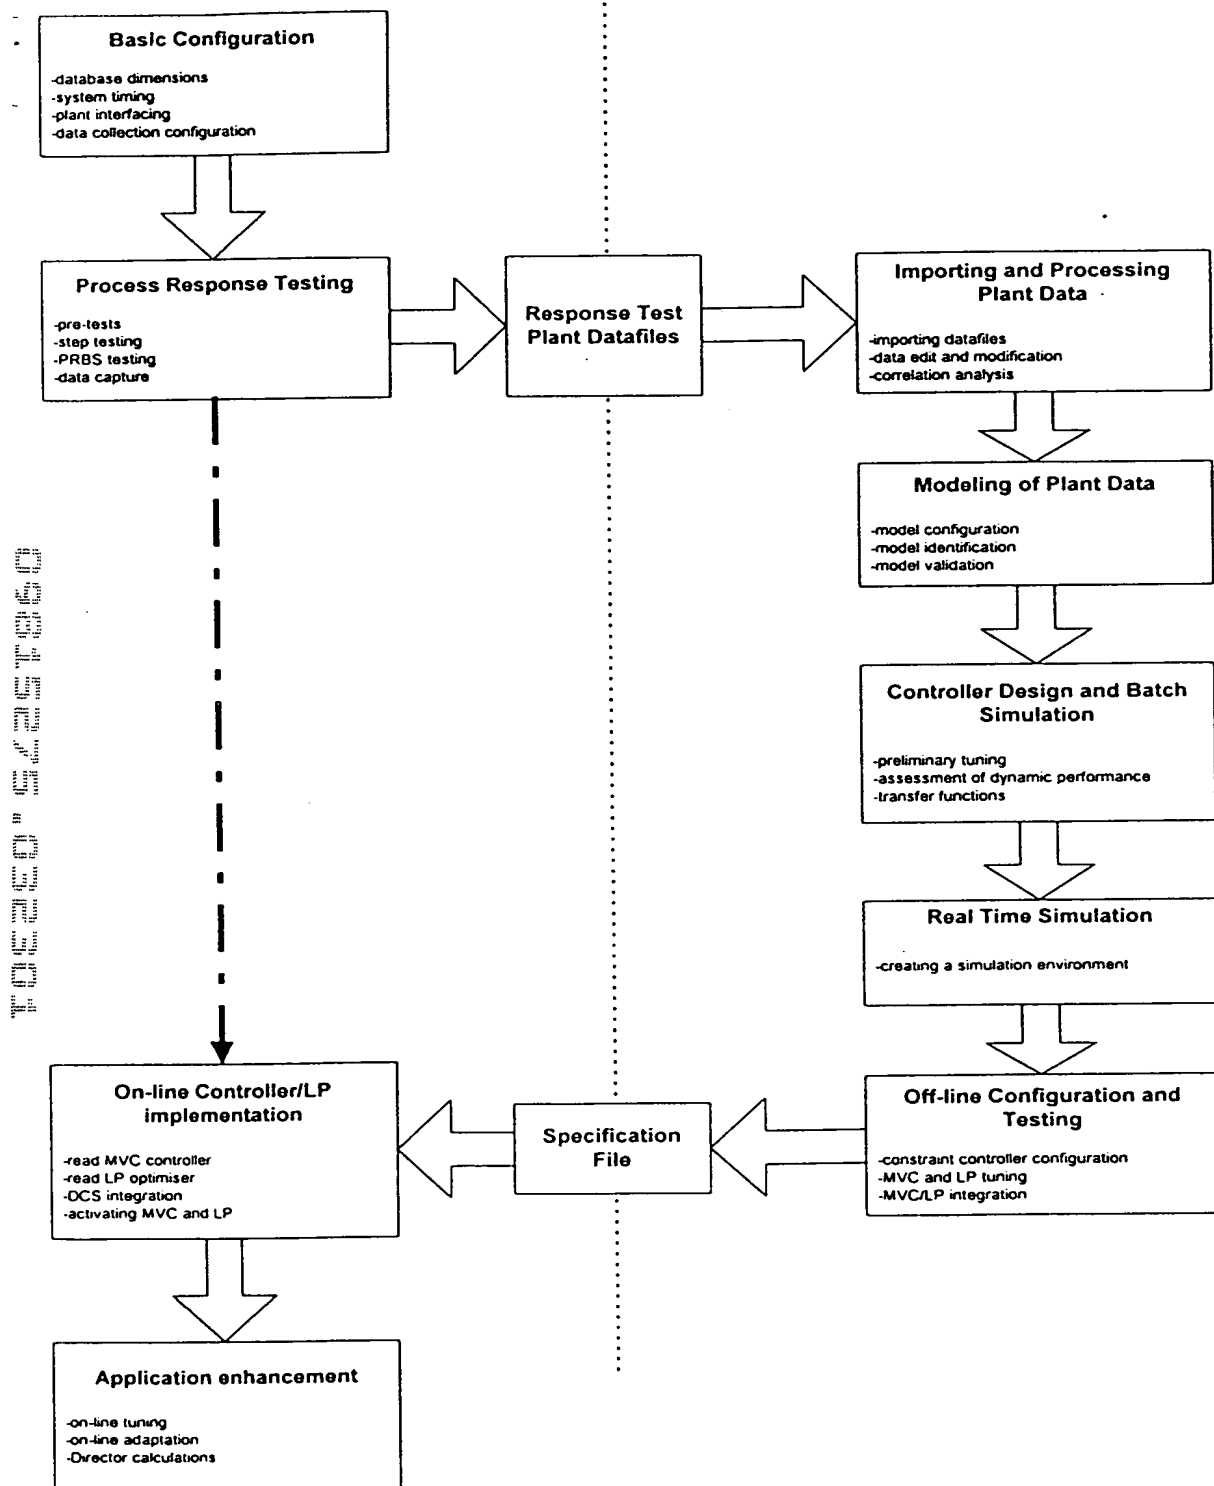 Basic Configuration
-database dimensions
-system timing
-plant interfacing
-data collection configuration
Process Response Testing
-pre-tests
-step testing
-PRBS testing
-data capture
Response Test
Plant Datafiles
Importing and Processing
Plant Data
-importing datafiles
-data edit and modification
-correlation analysis
Modeling of Plant Data
-model configuration
-model identification
-model validation
Controller Design and Batch
Simulation
-preliminary tuning
-assessment of dynamic performance
-transfer functions
Real Time Simulation
-creating a simulation environment
Off-line Configuration and
Testing
-constraint controller configuration
-MVC and LP tuning
-MVC/LP integration
Specification
File
On-line Controller/LP
implementation
-read MVC controller
-read LP optimiser
-DCS integration
-activating MVC and LP
Application enhancement
-on-line tuning
-on-line adaptation
-Director calculations
09815275.032301